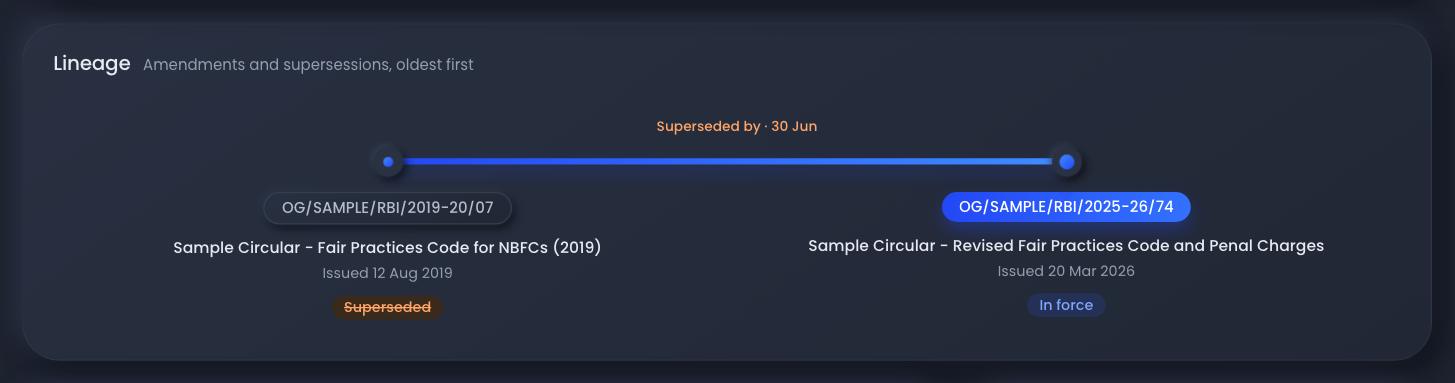 Lineage Amendments and supersessions, oldest first
Superseded by · 30 Jun
OG/SAMPLE/RBI/2019-20/07
OG/SAMPLE/RBI/2025-26/74
Sample Circular - Fair Practices Code for NBFCs (2019)
Sample Circular - Revised Fair Practices Code and Penal Charges
Issued 12 Aug 2019
Issued 20 Mar 2026
Superseded
In force